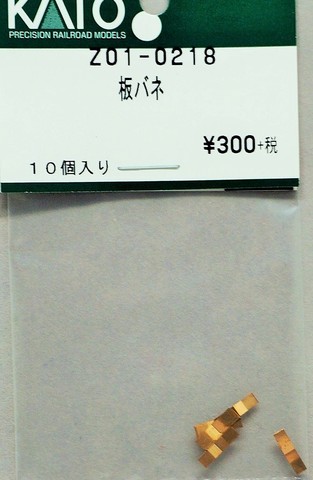 KATO
PRECISION RAILROAD MODELS
Z01-0218
板バネ
¥300+税
10個入り